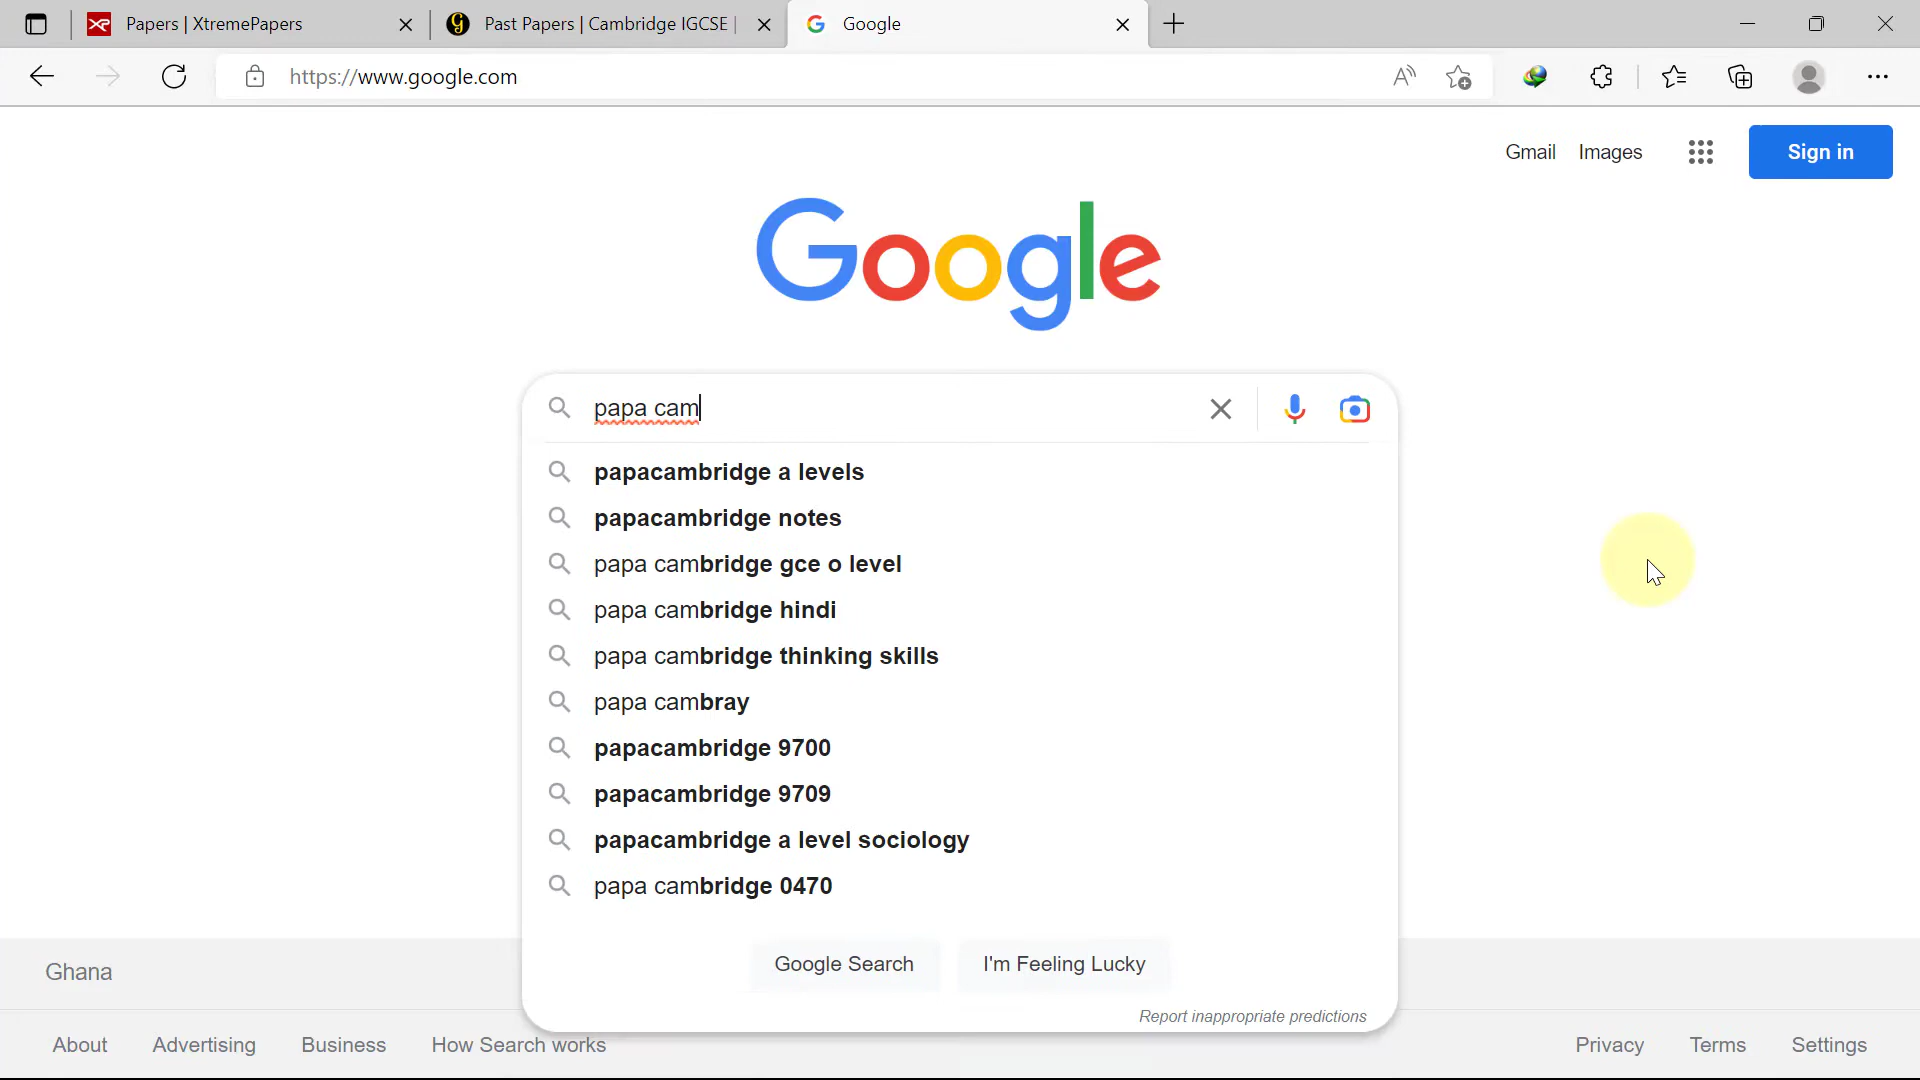 Papers | XtremePapers
Past Papers | Cambridge IGCSE |
Google
https://www.google.com
Gmail Images Sign in
Google
papa cam
papacambridge a levels
papacambridge notes
papa cambridge gce o level
papa cambridge hindi
papa cambridge thinking skills
papa cambray
papacambridge 9700
papacambridge 9709
papacambridge a level sociology
papa cambridge 0470
Google Search I'm Feeling Lucky
Report inappropriate predictions
Ghana
About Advertising Business How Search works Privacy Terms Settings